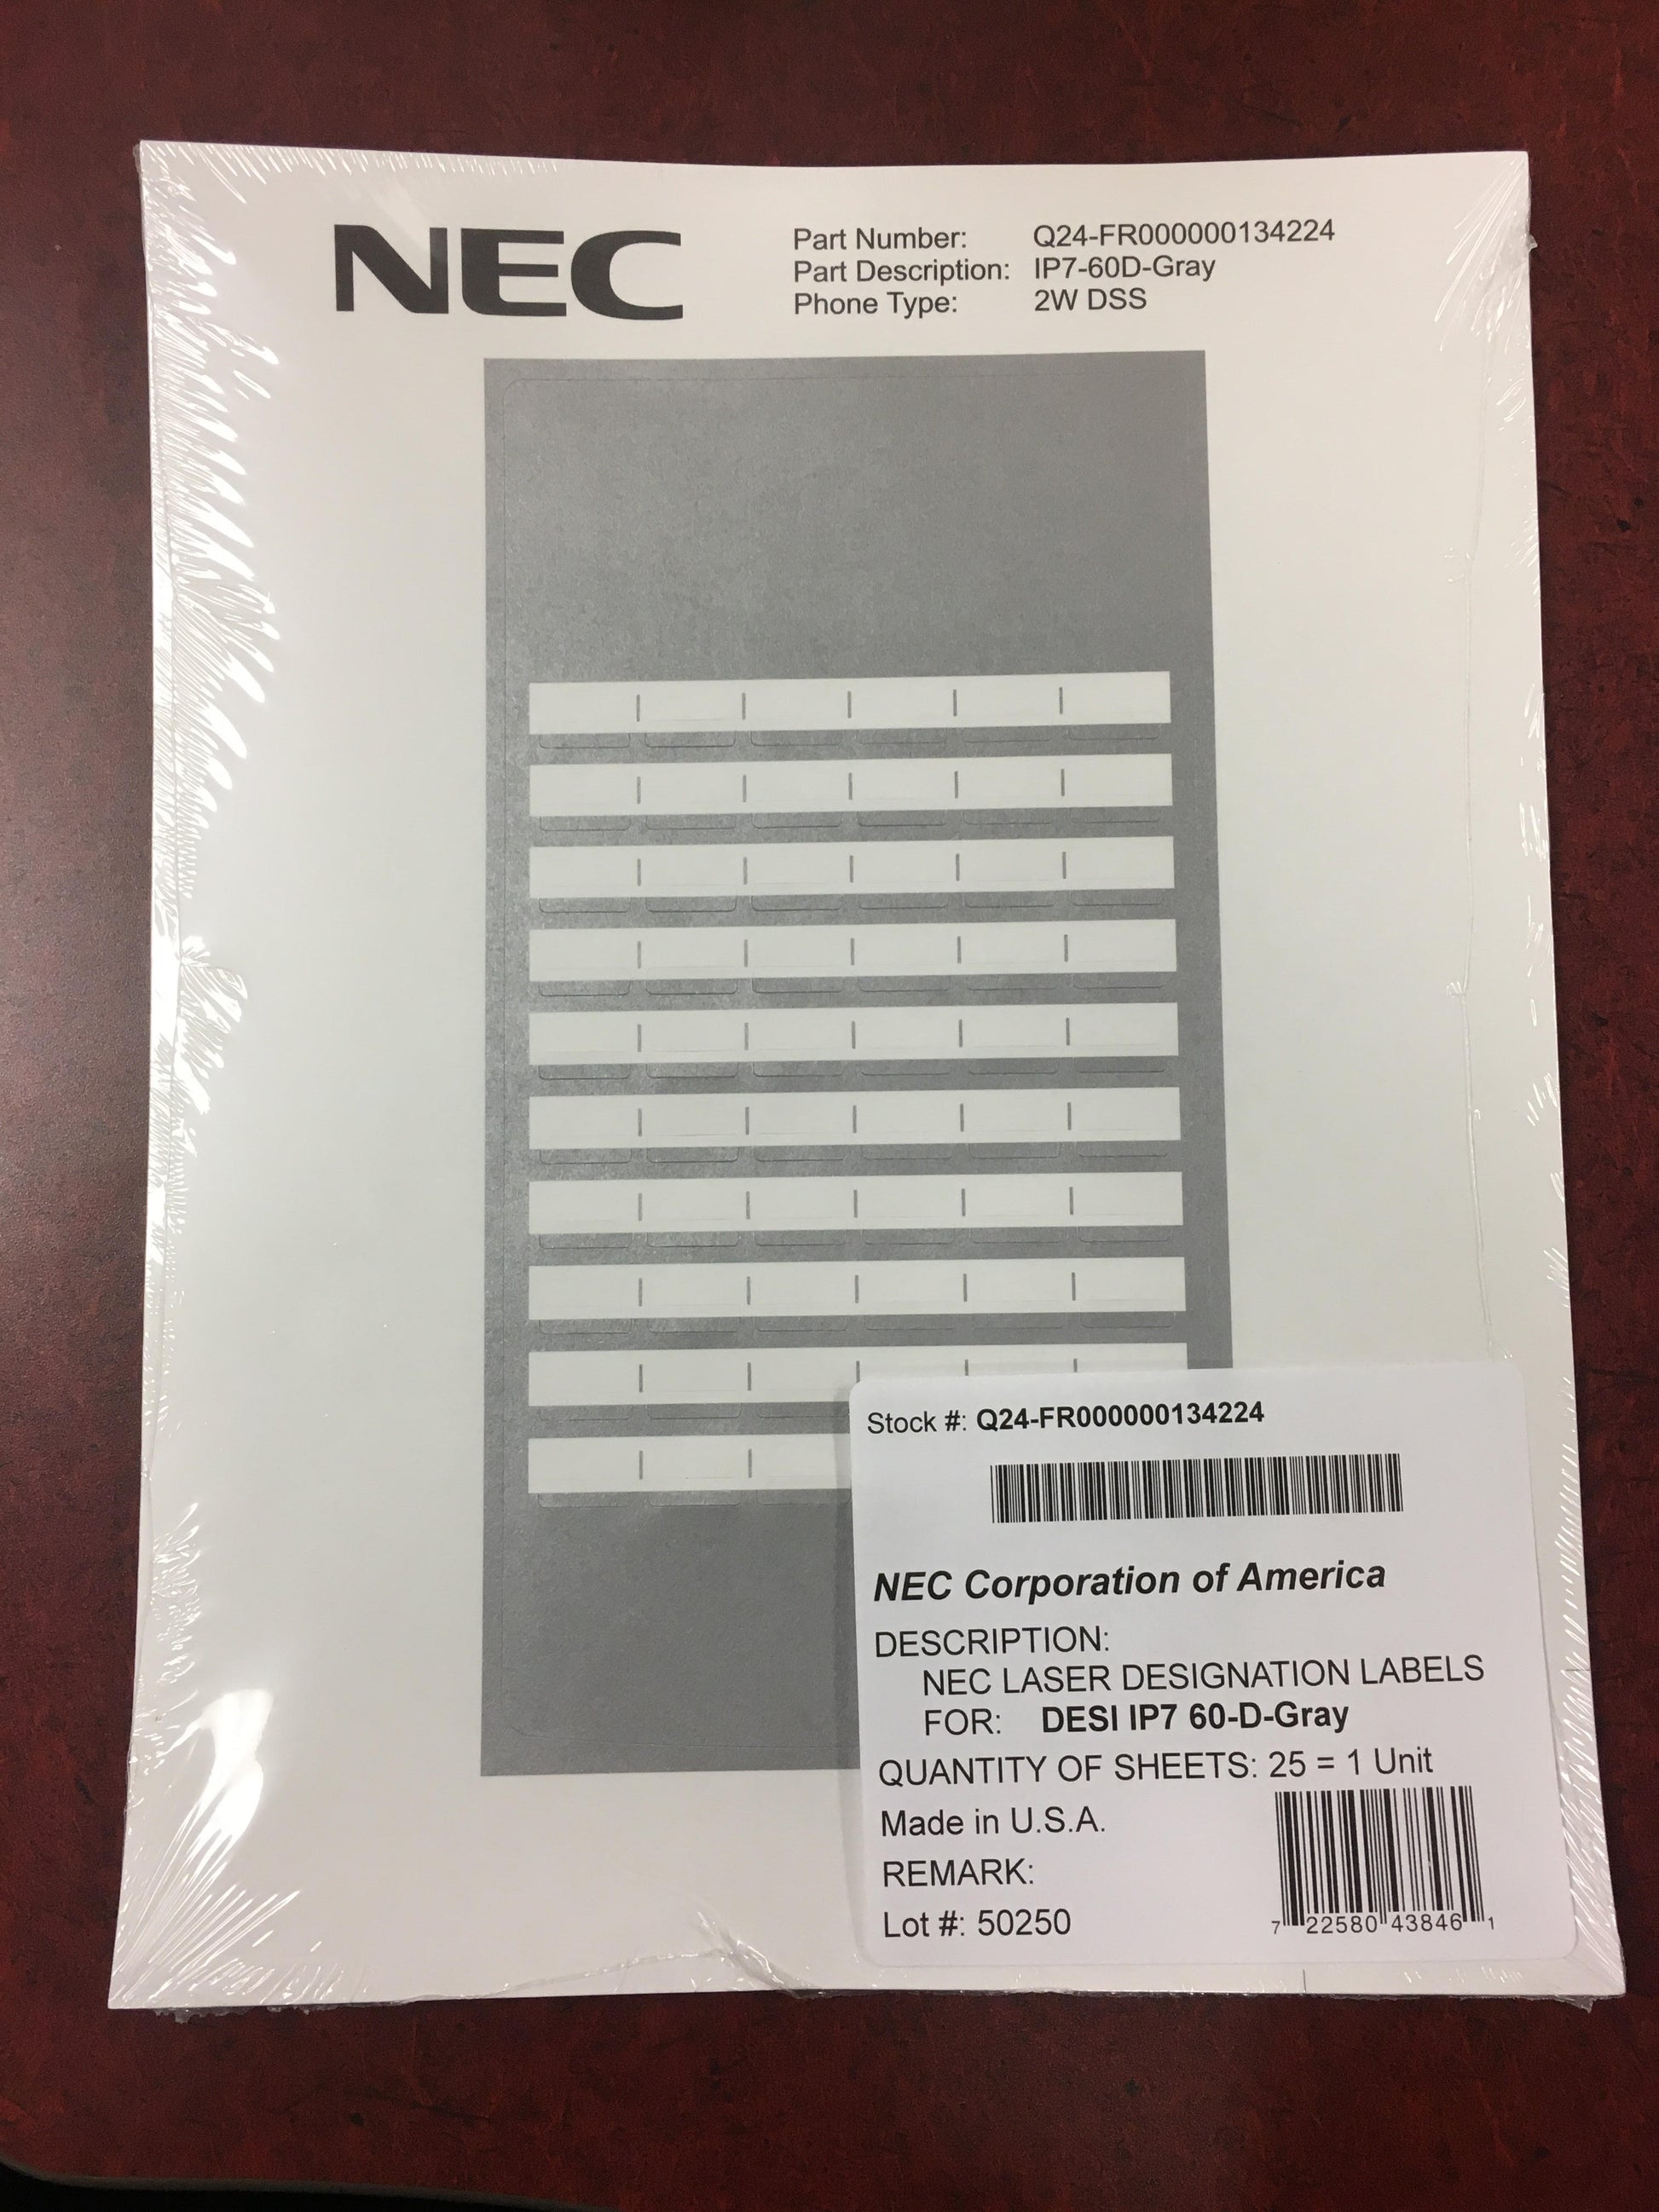 NEC
Part Number: Q24-FR000000134224
Part Description: IP7-60D-Gray
Phone Type: 2W DSS
Stock #: Q24-FR000000134224
NEC Corporation of America
DESCRIPTION:
NEC LASER DESIGNATION LABELS
FOR: DESI IP7 60-D-Gray
QUANTITY OF SHEETS: 25 = 1 Unit
Made in U.S.A.
REMARK:
Lot #: 50250
7 22580 43846 1